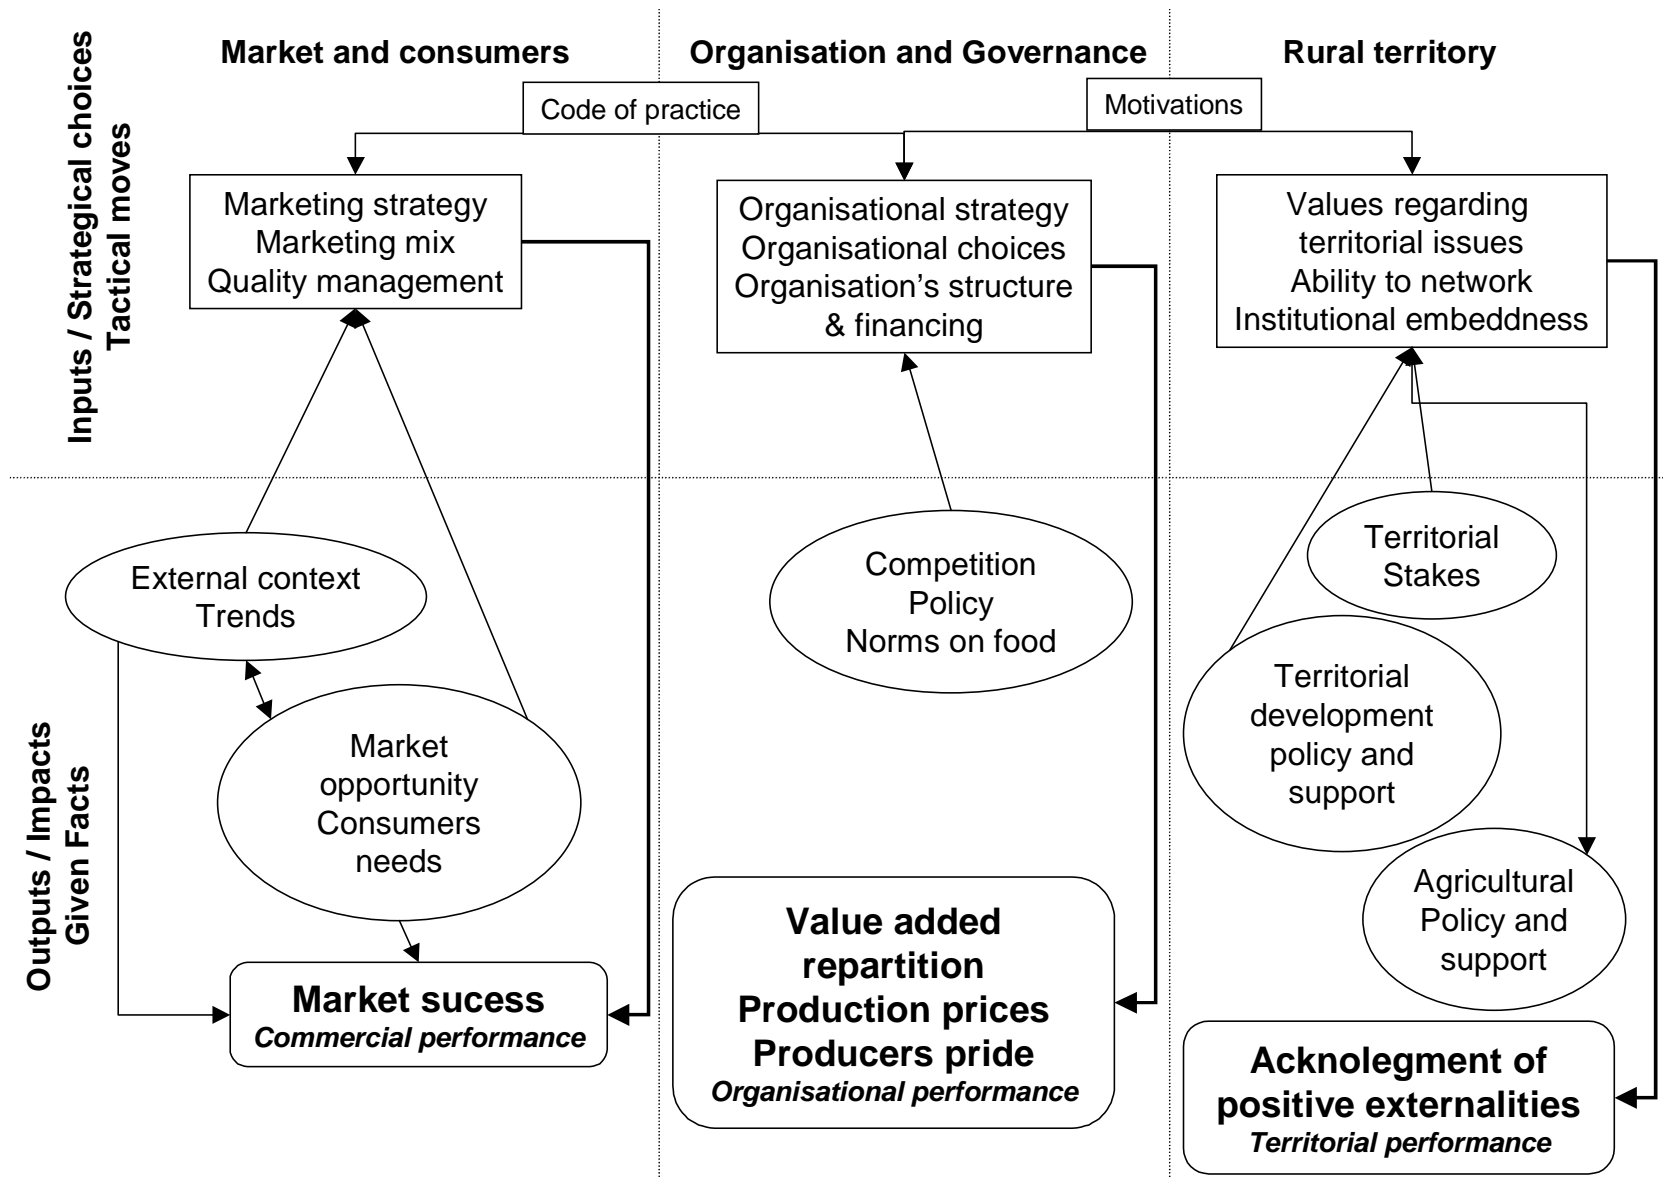 Market and consumers
Organisation and Governance
Rural territory
Inputs / Strategical choices
Tactical moves
Code of practice
Motivations
Marketing strategy
Marketing mix
Quality management
Organisational strategy
Organisational choices
Organisation’s structure
& financing
Values regarding
territorial issues
Ability to network
Institutional embeddness
Outputs / Impacts
Given Facts
External context
Trends
Market
opportunity
Consumers
needs
Market sucess
Commercial performance
Competition
Policy
Norms on food
Value added
repartition
Production prices
Producers pride
Organisational performance
Territorial
Stakes
Territorial
development
policy and
support
Agricultural
Policy and
support
Acknolegment of
positive externalities
Territorial performance